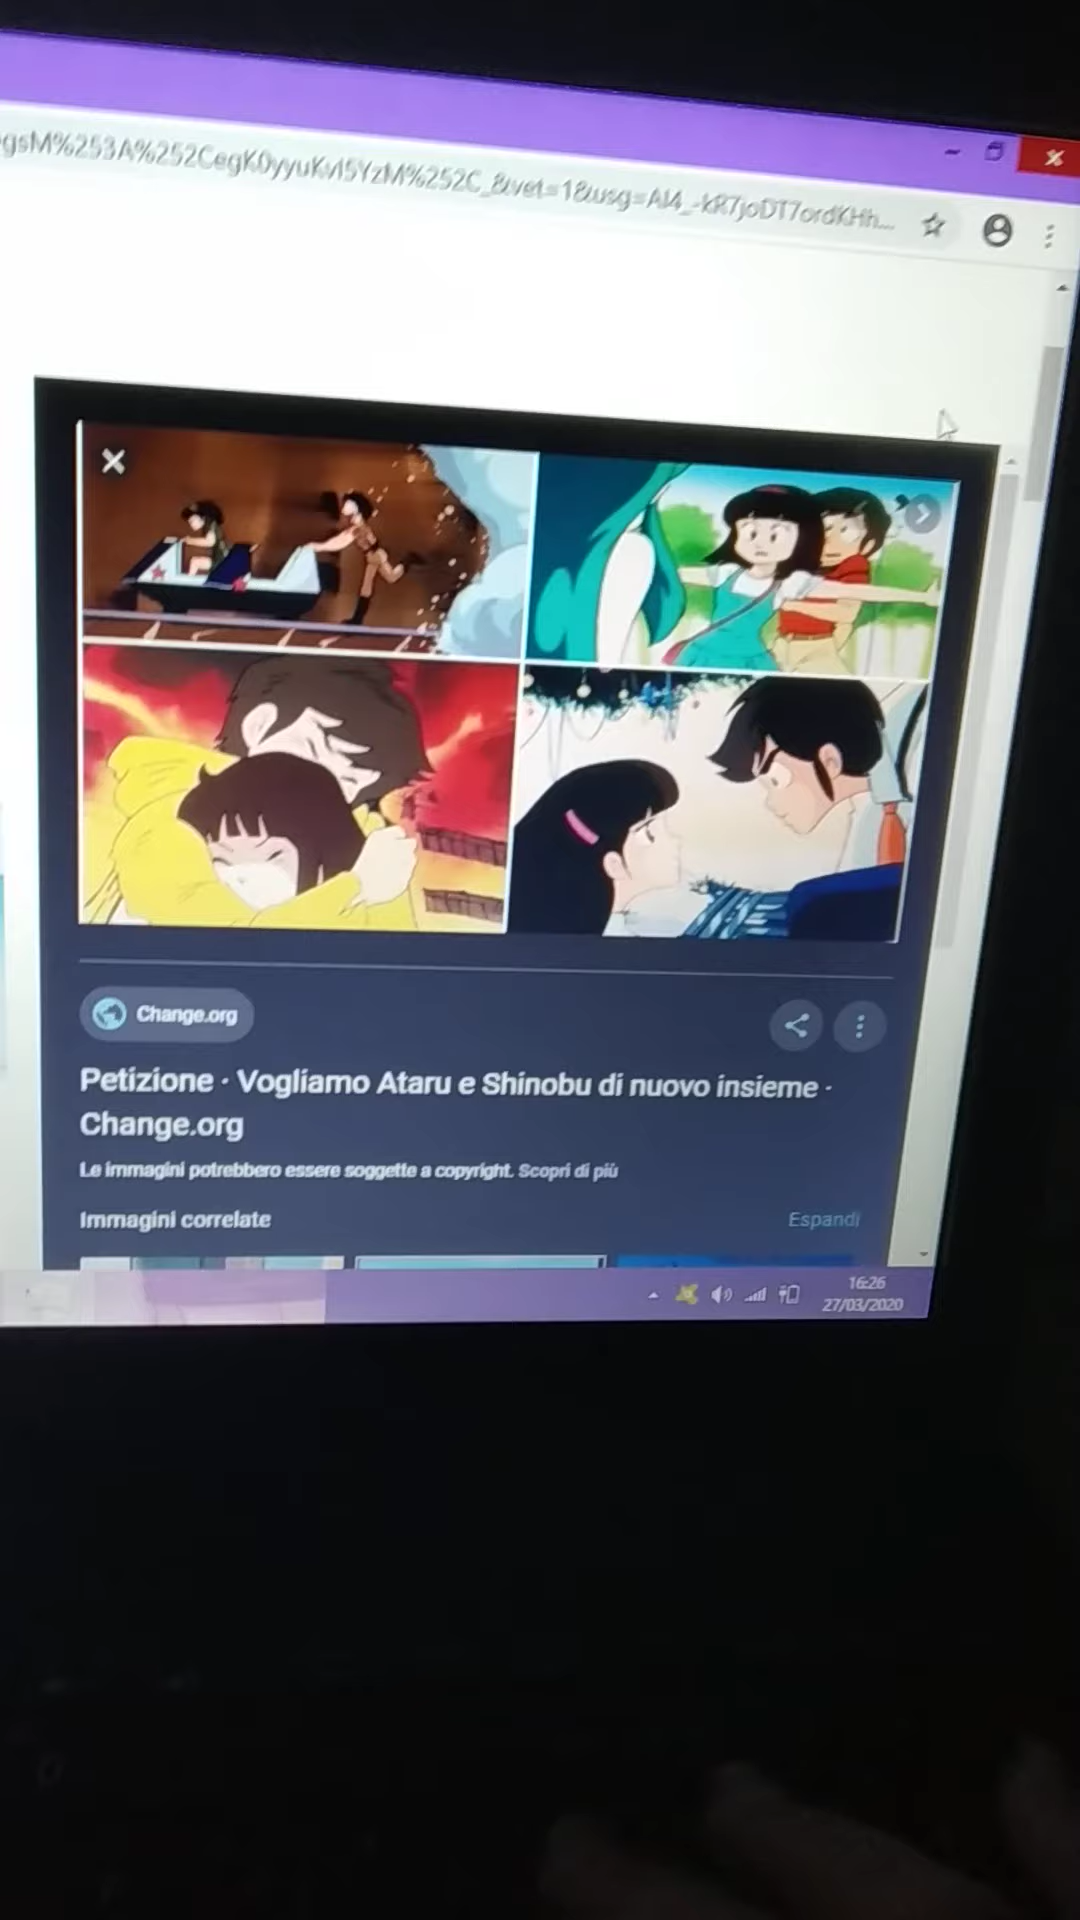 gsM%253A%252CegK0yyuKvI5YzM%252C_&vet=1&usg=AI4_-kR7joDT7ordKHh...
Change.org
Petizione · Vogliamo Ataru e Shinobu di nuovo insieme ·
Change.org
Le immagini potrebbero essere soggette a copyright. Scopri di più
Immagini correlate
Espandi
16:26
27/03/2020